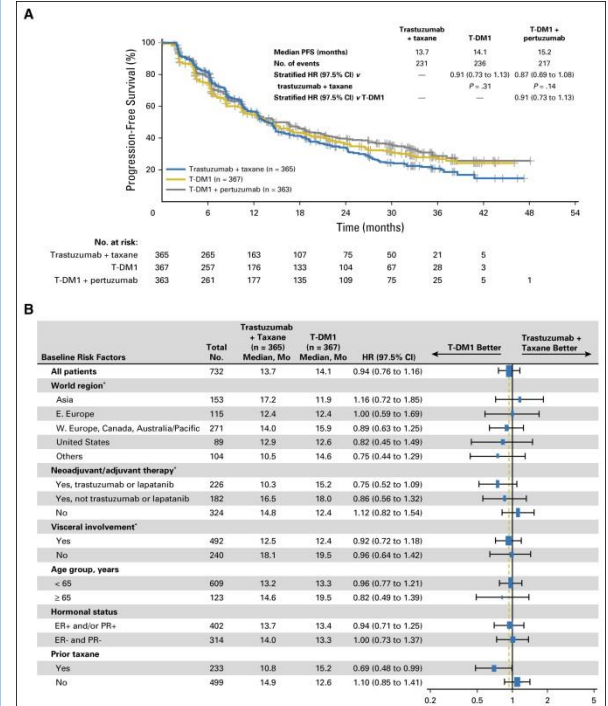 A
Trastuzumab + taxane T-DM1 T-DM1 + pertuzumab
Median PFS (months) 13.7 14.1 15.2
No. of events 231 236 217
Stratified HR (97.5% CI) v trastuzumab + taxane — 0.91 (0.73 to 1.13) 0.87 (0.69 to 1.08)
P = .31 P = .14
Stratified HR (97.5% CI) v T-DM1 — — 0.91 (0.73 to 1.13)
Progression-Free Survival (%)
100
80
60
40
20
Trastuzumab + taxane (n = 365)
T-DM1 (n = 367)
T-DM1 + pertuzumab (n = 363)
0 6 12 18 24 30 36 42 48 54
Time (months)
No. at risk:
Trastuzumab + taxane 365 265 163 107 75 50 21 5
T-DM1 367 257 176 133 104 67 28 3
T-DM1 + pertuzumab 363 261 177 135 109 75 25 5 1
B
Baseline Risk Factors Total No. Trastuzumab + Taxane (n = 365) Median, Mo T-DM1 (n = 367) Median, Mo HR (97.5% CI) T-DM1 Better Trastuzumab + Taxane Better
All patients 732 13.7 14.1 0.94 (0.76 to 1.16)
World region*
Asia 153 17.2 11.9 1.16 (0.72 to 1.85)
E. Europe 115 12.4 12.4 1.00 (0.59 to 1.69)
W. Europe, Canada, Australia/Pacific 271 14.0 15.9 0.89 (0.63 to 1.25)
United States 89 12.9 12.6 0.82 (0.45 to 1.49)
Others 104 10.5 14.6 0.75 (0.44 to 1.29)
Neoadjuvant/adjuvant therapy*
Yes, trastuzumab or lapatanib 226 10.3 15.2 0.75 (0.52 to 1.09)
Yes, not trastuzumab or lapatanib 182 16.5 18.0 0.86 (0.56 to 1.32)
No 324 14.8 12.4 1.12 (0.82 to 1.54)
Visceral involvement*
Yes 492 12.5 12.4 0.92 (0.72 to 1.18)
No 240 18.1 19.5 0.96 (0.64 to 1.42)
Age group, years
< 65 609 13.2 13.3 0.96 (0.77 to 1.21)
≥ 65 123 14.6 19.5 0.82 (0.49 to 1.39)
Hormonal status
ER+ and/or PR+ 402 13.7 13.4 0.94 (0.71 to 1.25)
ER- and PR- 314 14.0 13.3 1.00 (0.73 to 1.37)
Prior taxane
Yes 233 10.8 15.2 0.69 (0.48 to 0.99)
No 499 14.9 12.6 1.10 (0.85 to 1.41)
0.2 0.5 1 2 5